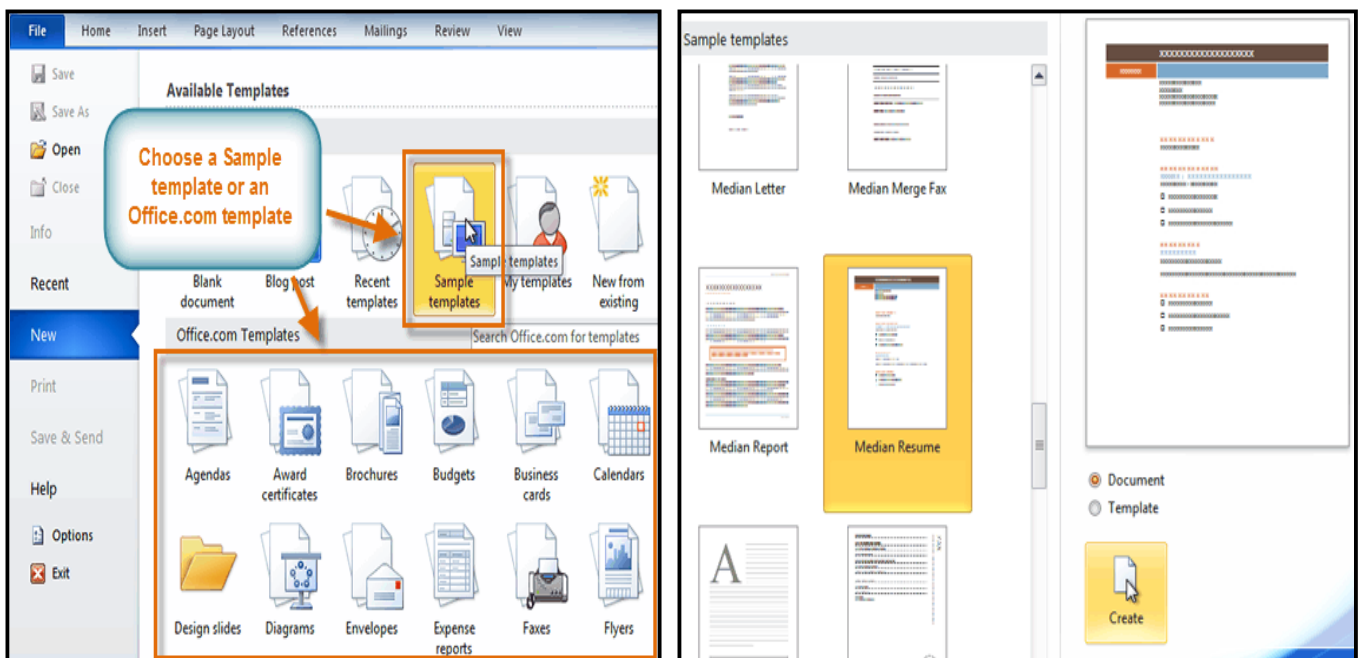 File Home Insert Page Layout References Mailings Review View
Save
Save As
Open
Close
Info
Recent
New
Print
Save & Send
Help
Options
Exit
Available Templates
Choose a Sample
template or an
Office.com template
Blank
document
Blog post
Recent
templates
Sample
templates
My templates
New from
existing
Sample templates
Office.com Templates
Search Office.com for templates
Agendas
Award
certificates
Brochures
Budgets
Business
cards
Calendars
Design slides
Diagrams
Envelopes
Expense
reports
Faxes
Flyers
Sample templates
Median Letter
Median Merge Fax
Median Report
Median Resume
A
XXXXXXXXXXXXXXXXXXX
Document
Template
Create